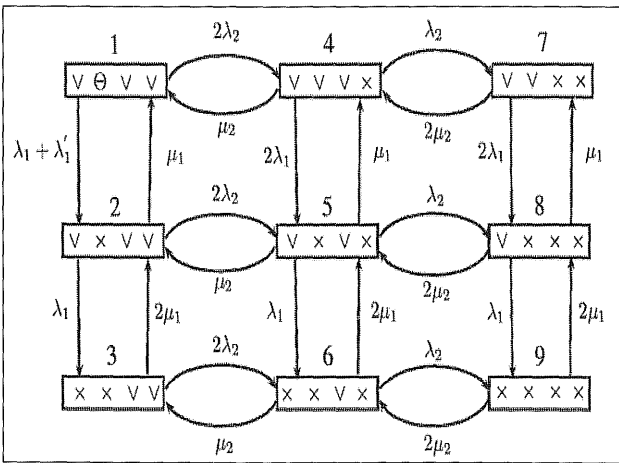 1 4 7
2λ₂ λ₂
V Θ V V V V V x V V x x
μ₂ 2μ₂
λ₁ + λ′₁ μ₁ 2λ₁ μ₁ 2λ₁ μ₁
2 5 8
2λ₂ λ₂
V x V V V x V x V x x x
μ₂ 2μ₂
λ₁ 2μ₁ λ₁ 2μ₁ λ₁ 2μ₁
3 6 9
2λ₂ λ₂
x x V V x x V x x x x x
μ₂ 2μ₂